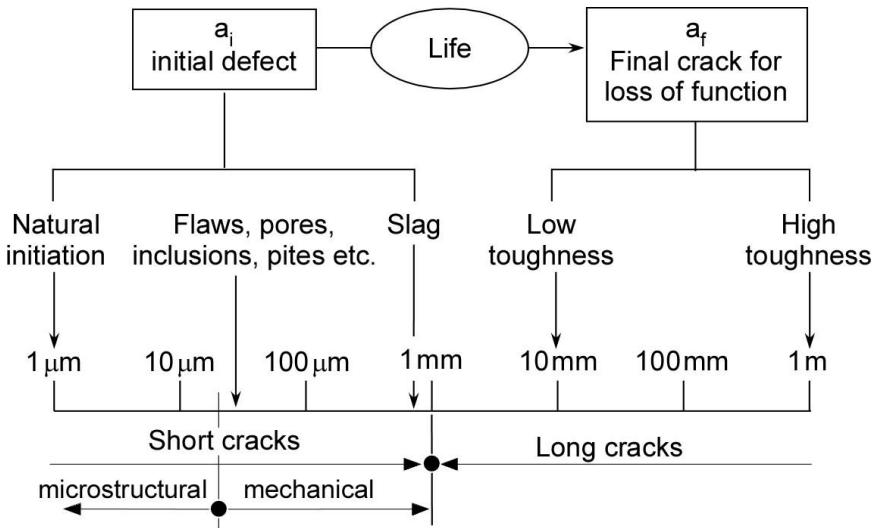 a_i
initial defect
Life
a_f
Final crack for
loss of function
Natural
initiation
Flaws, pores,
inclusions, pites etc.
Slag
Low
toughness
High
toughness
1 μm
10 μm
100 μm
1 mm
10 mm
100 mm
1 m
Short cracks
Long cracks
microstructural
mechanical